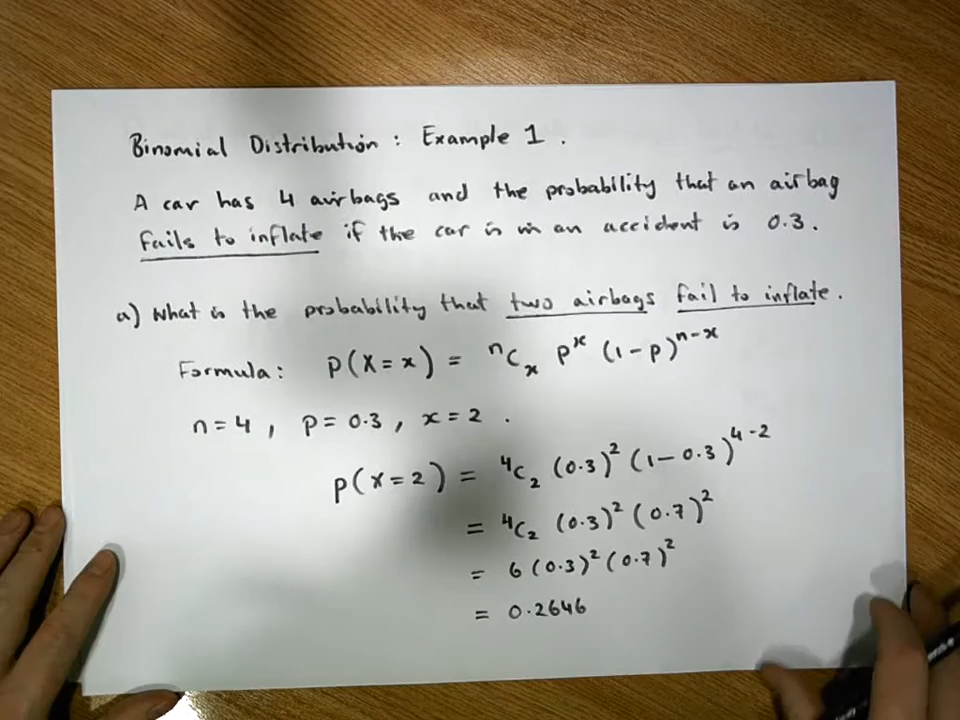 Binomial Distribution : Example 1 .
A car has 4 airbags and the probability that an airbag
fails to inflate if the car is in an accident is 0.3.
a) What is the probability that two airbags fail to inflate.
Formula: P(X=x) = ⁿCₓ pˣ (1-p)ⁿ⁻ˣ
n=4, p=0.3, x=2.
P(X=2) = ⁴C₂ (0.3)² (1-0.3)⁴⁻²
= ⁴C₂ (0.3)² (0.7)²
= 6 (0.3)² (0.7)²
= 0.2646